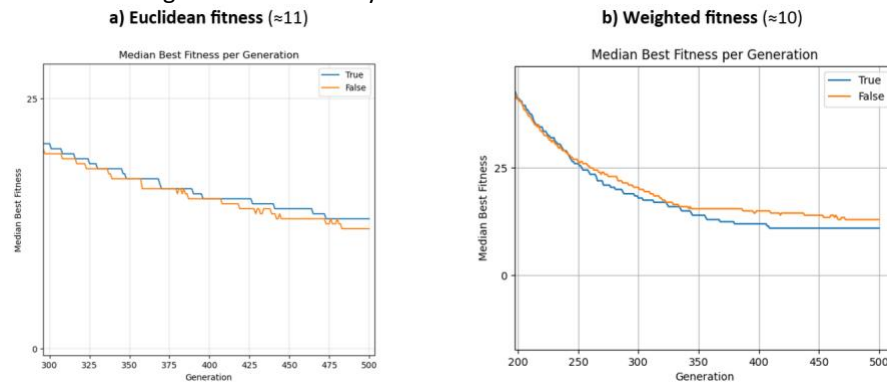 a) Euclidean fitness (≈11)
b) Weighted fitness (≈10)
Median Best Fitness per Generation
True
False
25
0
Median Best Fitness
300
325
350
375
400
425
450
475
500
Generation
Median Best Fitness per Generation
True
False
25
0
Median Best Fitness
200
250
300
350
400
450
500
Generation